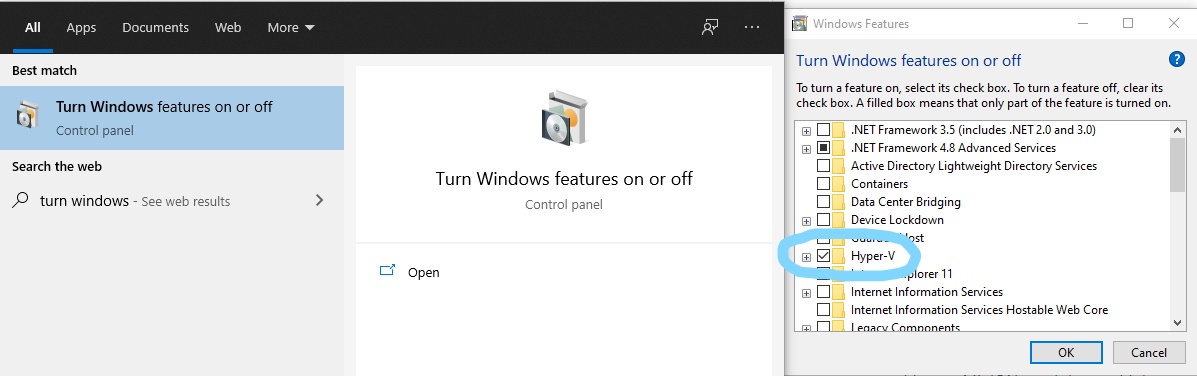 All Apps Documents Web More
Best match
Turn Windows features on or off
Control panel
Search the web
turn windows - See web results
Turn Windows features on or off
Control panel
Open
Windows Features
Turn Windows features on or off
To turn a feature on, select its check box. To turn a feature off, clear its
check box. A filled box means that only part of the feature is turned on.
.NET Framework 3.5 (includes .NET 2.0 and 3.0)
.NET Framework 4.8 Advanced Services
Active Directory Lightweight Directory Services
Containers
Data Center Bridging
Device Lockdown
Host
Hyper-V
11
Internet Information Services
Internet Information Services Hostable Web Core
Legacy Components
OK Cancel